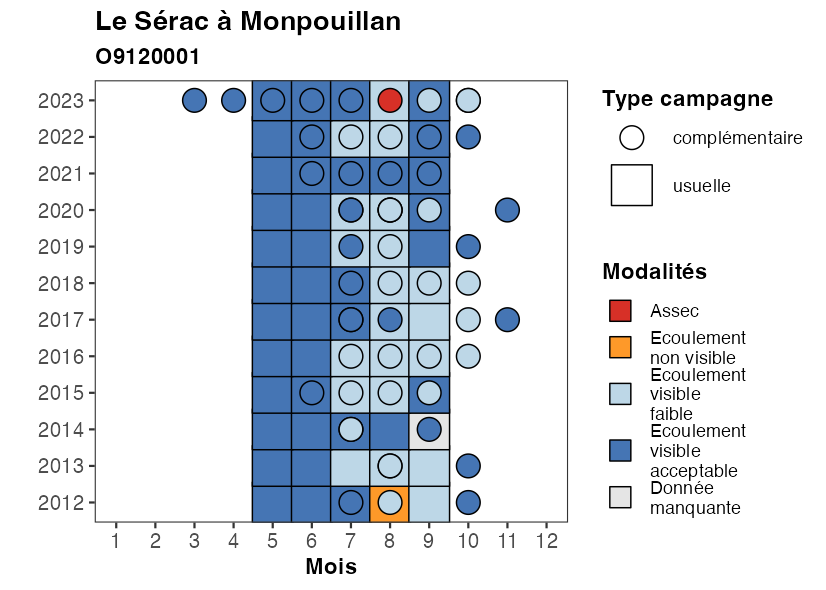 Le Sérac à Monpouillan
O9120001
2023
2022
2021
2020
2019
2018
2017
2016
2015
2014
2013
2012
1 2 3 4 5 6 7 8 9 10 11 12
Mois
Type campagne
complémentaire
usuelle
Modalités
Assec
Ecoulement
non visible
Ecoulement
visible
faible
Ecoulement
visible
acceptable
Donnée
manquante